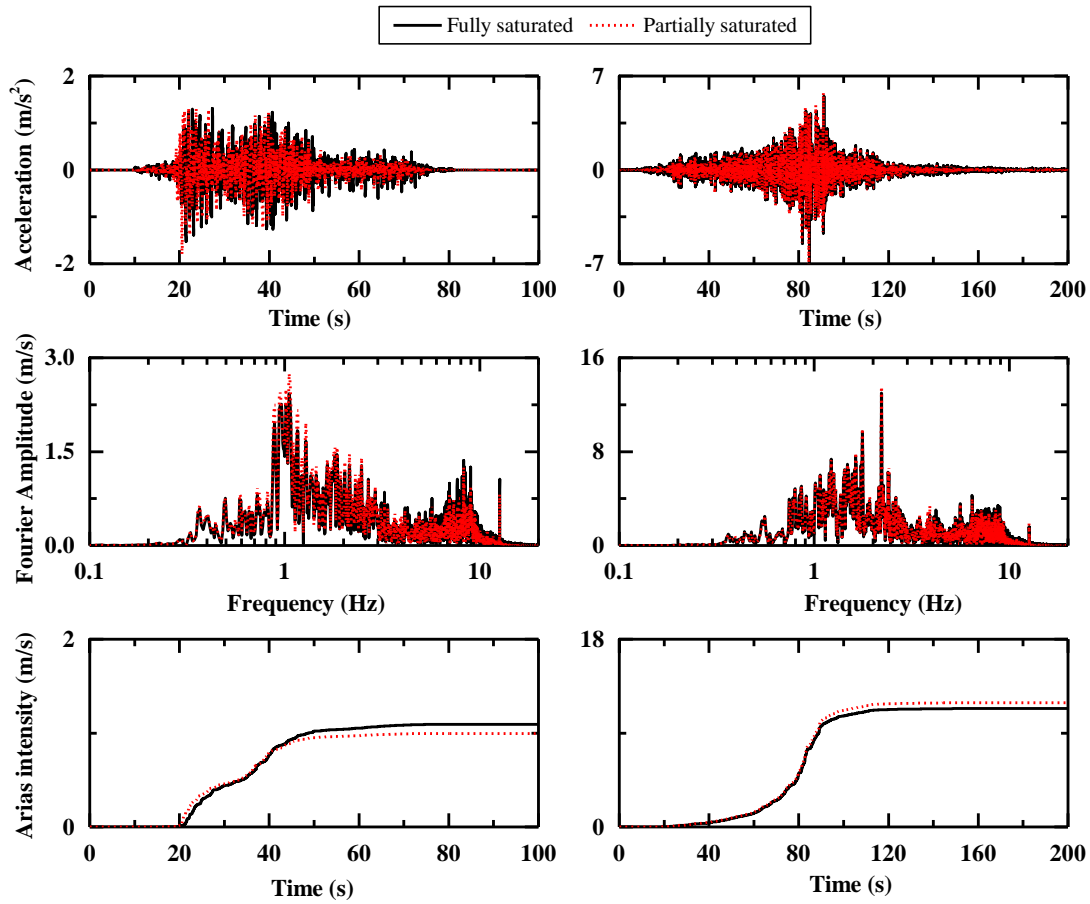 Fully saturated Partially saturated
Acceleration (m/s²)
2
0
-2
0 20 40 60 80 100
Time (s)
7
0
-7
0 40 80 120 160 200
Time (s)
Fourier Amplitude (m/s)
3.0
1.5
0.0
0.1 1 10
Frequency (Hz)
16
8
0
0.1 1 10
Frequency (Hz)
Arias intensity (m/s)
2
1
0
0 20 40 60 80 100
Time (s)
18
9
0
0 40 80 120 160 200
Time (s)